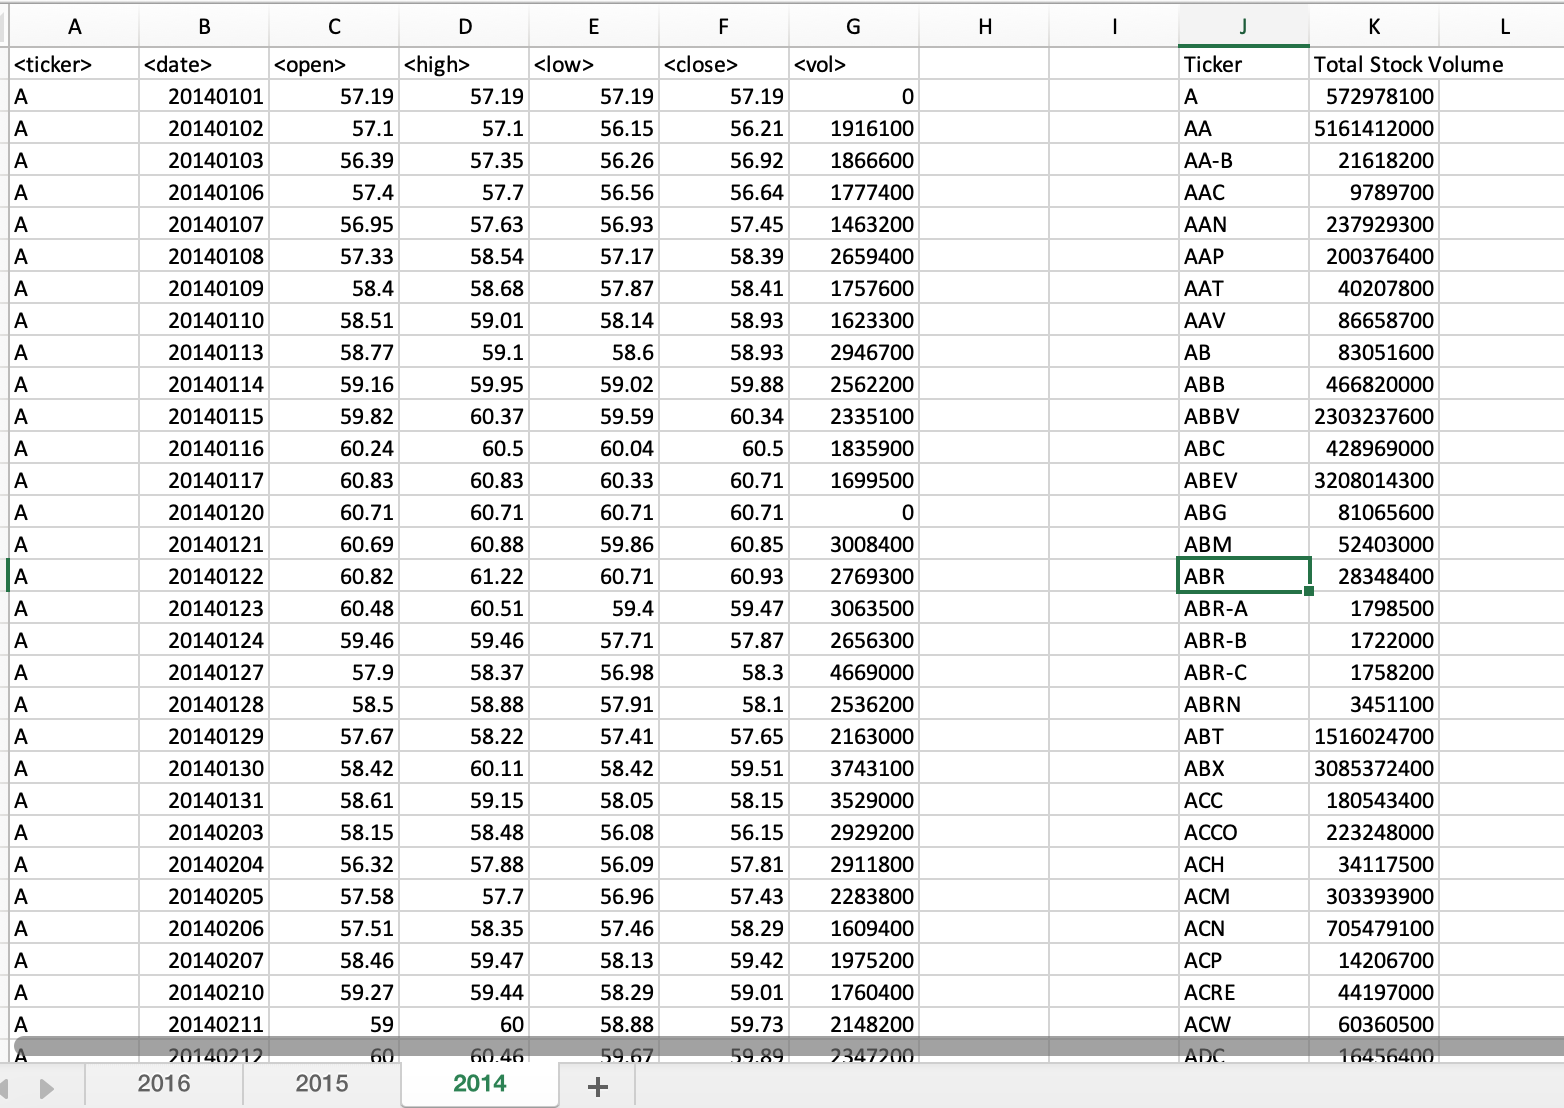 A B C D E F G H I J K L
<ticker> <date> <open> <high> <low> <close> <vol> Ticker Total Stock Volume
A 20140101 57.19 57.19 57.19 57.19 0 A 572978100
A 20140102 57.1 57.1 56.15 56.21 1916100 AA 5161412000
A 20140103 56.39 57.35 56.26 56.92 1866600 AA-B 21618200
A 20140106 57.4 57.7 56.56 56.64 1777400 AAC 9789700
A 20140107 56.95 57.63 56.93 57.45 1463200 AAN 237929300
A 20140108 57.33 58.54 57.17 58.39 2659400 AAP 200376400
A 20140109 58.4 58.68 57.87 58.41 1757600 AAT 40207800
A 20140110 58.51 59.01 58.14 58.93 1623300 AAV 86658700
A 20140113 58.77 59.1 58.6 58.93 2946700 AB 83051600
A 20140114 59.16 59.95 59.02 59.88 2562200 ABB 466820000
A 20140115 59.82 60.37 59.59 60.34 2335100 ABBV 2303237600
A 20140116 60.24 60.5 60.04 60.5 1835900 ABC 428969000
A 20140117 60.83 60.83 60.33 60.71 1699500 ABEV 3208014300
A 20140120 60.71 60.71 60.71 60.71 0 ABG 81065600
A 20140121 60.69 60.88 59.86 60.85 3008400 ABM 52403000
A 20140122 60.82 61.22 60.71 60.93 2769300 ABR 28348400
A 20140123 60.48 60.51 59.4 59.47 3063500 ABR-A 1798500
A 20140124 59.46 59.46 57.71 57.87 2656300 ABR-B 1722000
A 20140127 57.9 58.37 56.98 58.3 4669000 ABR-C 1758200
A 20140128 58.5 58.88 57.91 58.1 2536200 ABRN 3451100
A 20140129 57.67 58.22 57.41 57.65 2163000 ABT 1516024700
A 20140130 58.42 60.11 58.42 59.51 3743100 ABX 3085372400
A 20140131 58.61 59.15 58.05 58.15 3529000 ACC 180543400
A 20140203 58.15 58.48 56.08 56.15 2929200 ACCO 223248000
A 20140204 56.32 57.88 56.09 57.81 2911800 ACH 34117500
A 20140205 57.58 57.7 56.96 57.43 2283800 ACM 303393900
A 20140206 57.51 58.35 57.46 58.29 1609400 ACN 705479100
A 20140207 58.46 59.47 58.13 59.42 1975200 ACP 14206700
A 20140210 59.27 59.44 58.29 59.01 1760400 ACRE 44197000
A 20140211 59 60 58.88 59.73 2148200 ACW 60360500
A 20140212 60 60.46 59.67 59.89 2347200 ADC 16456400
2016 2015 2014 +